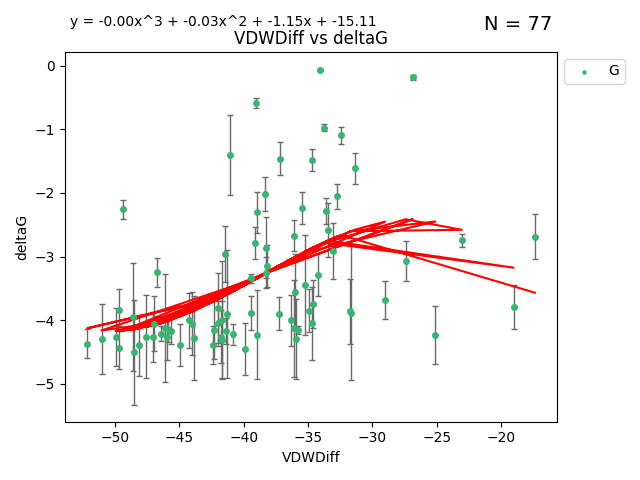 y = -0.00x^3 + -0.03x^2 + -1.15x + -15.11
N = 77
VDWDiff vs deltaG
G
0
−1
−2
−3
−4
−5
deltaG
−50 −45 −40 −35 −30 −25 −20
VDWDiff